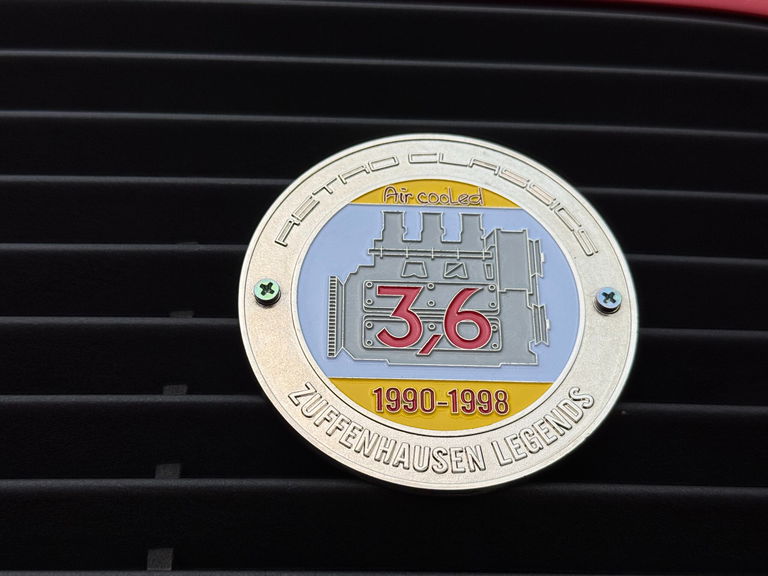 RETRO CLASSICS
Air cooled
3,6
1990-1998
ZUFFENHAUSEN LEGENDS